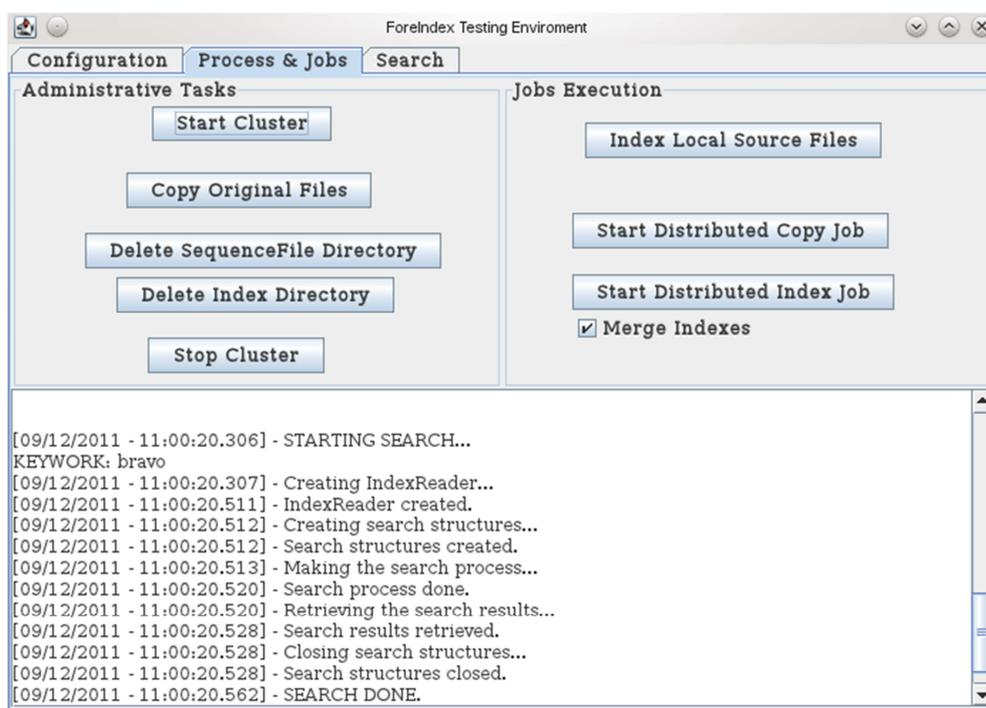 ForeIndex Testing Enviroment
Configuration Process & Jobs Search
Administrative Tasks
Start Cluster
Copy Original Files
Delete SequenceFile Directory
Delete Index Directory
Stop Cluster
Jobs Execution
Index Local Source Files
Start Distributed Copy Job
Start Distributed Index Job
Merge Indexes
[09/12/2011 - 11:00:20.306] - STARTING SEARCH...
KEYWORK: bravo
[09/12/2011 - 11:00:20.307] - Creating IndexReader...
[09/12/2011 - 11:00:20.511] - IndexReader created.
[09/12/2011 - 11:00:20.512] - Creating search structures...
[09/12/2011 - 11:00:20.512] - Search structures created.
[09/12/2011 - 11:00:20.513] - Making the search process...
[09/12/2011 - 11:00:20.520] - Search process done.
[09/12/2011 - 11:00:20.520] - Retrieving the search results...
[09/12/2011 - 11:00:20.528] - Search results retrieved.
[09/12/2011 - 11:00:20.528] - Closing search structures...
[09/12/2011 - 11:00:20.528] - Search structures closed.
[09/12/2011 - 11:00:20.562] - SEARCH DONE.